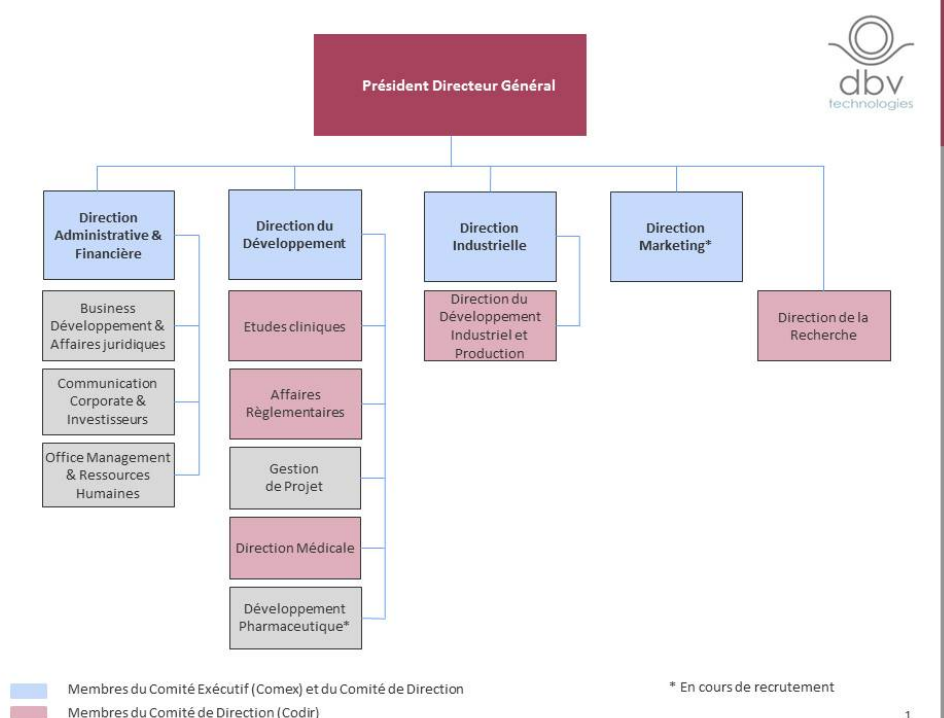 dbv
technologies
Président Directeur Général
Direction
Administrative &
Financière
Direction du
Développement
Direction
Industrielle
Direction
Marketing*
Business
Développement &
Affaires juridiques
Etudes cliniques
Direction du
Développement
Industriel et
Production
Direction de la
Recherche
Communication
Corporate &
Investisseurs
Affaires
Règlementaires
Office Management
& Ressources
Humaines
Gestion
de Projet
Direction Médicale
Développement
Pharmaceutique*
Membres du Comité Exécutif (Comex) et du Comité de Direction
* En cours de recrutement
Membres du Comité de Direction (Codir)
1